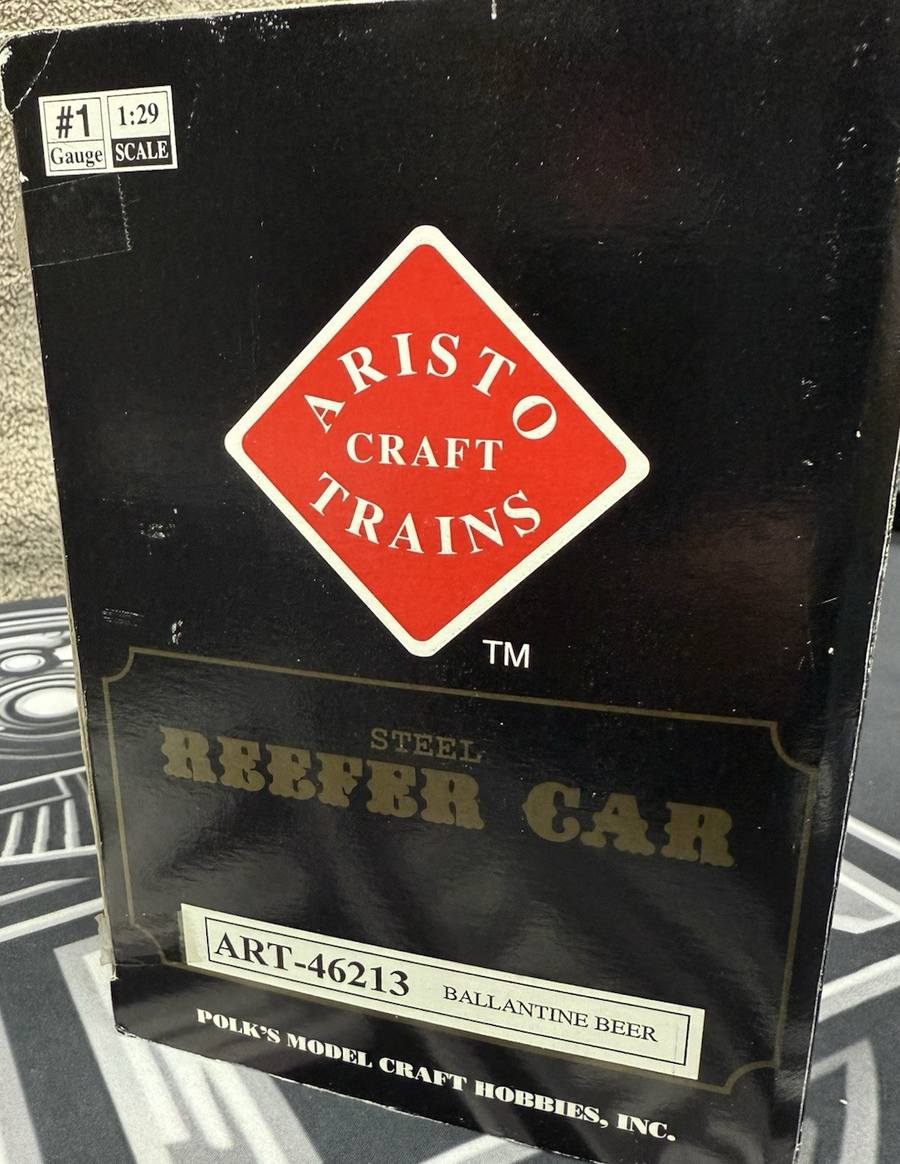 #1 1:29
Gauge SCALE
ARISTO
CRAFT
TRAINS
TM
STEEL
REEFER CAR
ART-46213 BALLANTINE BEER
POLK'S MODEL CRAFT HOBBIES, INC.